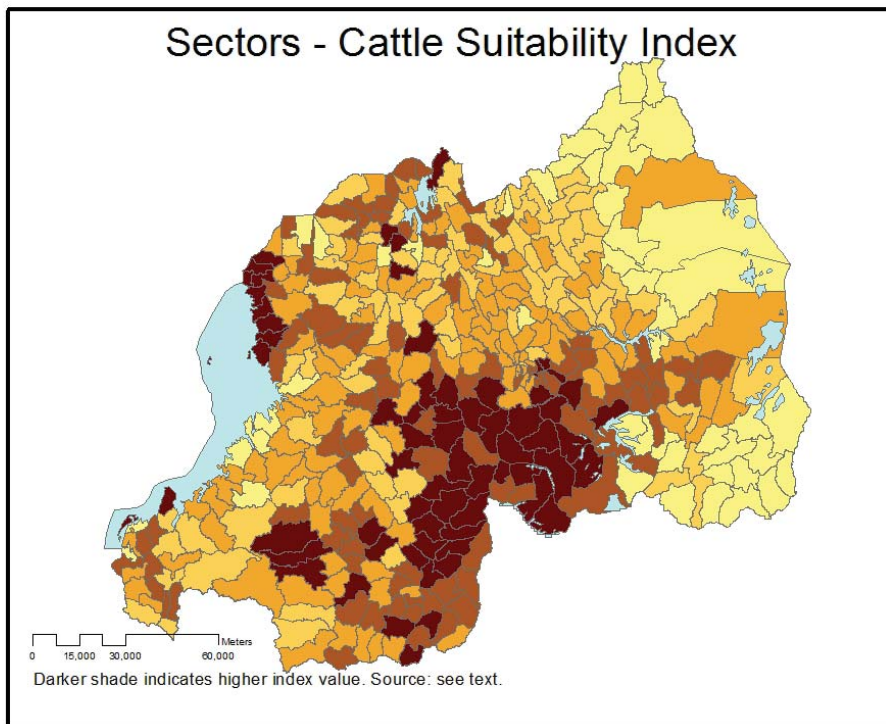 Sectors - Cattle Suitability Index
Meters
0 15,000 30,000 60,000
Darker shade indicates higher index value. Source: see text.